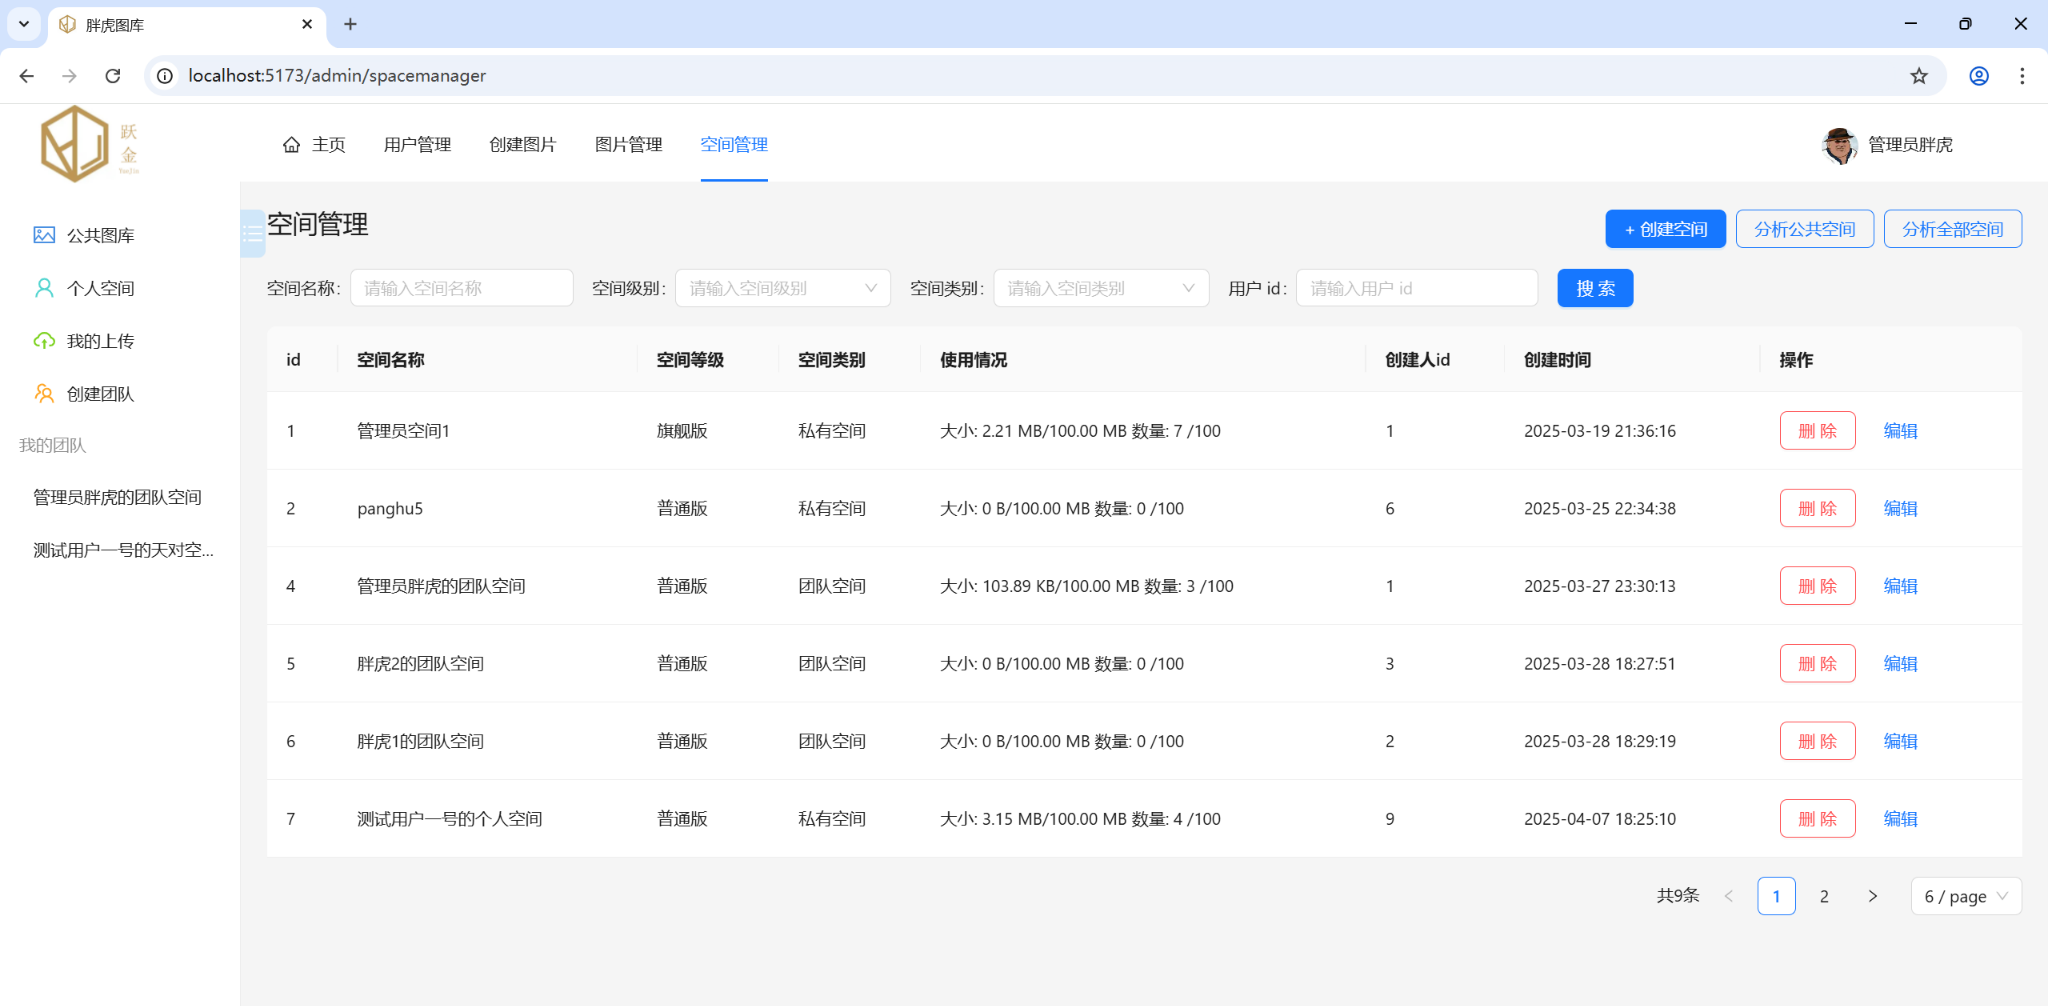 胖虎图库
localhost:5173/admin/spacemanager
跃金
YueJin
主页 用户管理 创建图片 图片管理 空间管理 管理员胖虎
公共图库
个人空间
我的上传
创建团队
我的团队
管理员胖虎的团队空间
测试用户一号的天对空...
空间管理 + 创建空间 分析公共空间 分析全部空间
空间名称: 请输入空间名称 空间级别: 请输入空间级别 空间类别: 请输入空间类别 用户 id: 请输入用户 id 搜 索
id 空间名称 空间等级 空间类别 使用情况 创建人id 创建时间 操作
1 管理员空间1 旗舰版 私有空间 大小: 2.21 MB/100.00 MB 数量: 7 /100 1 2025-03-19 21:36:16 删 除 编辑
2 panghu5 普通版 私有空间 大小: 0 B/100.00 MB 数量: 0 /100 6 2025-03-25 22:34:38 删 除 编辑
4 管理员胖虎的团队空间 普通版 团队空间 大小: 103.89 KB/100.00 MB 数量: 3 /100 1 2025-03-27 23:30:13 删 除 编辑
5 胖虎2的团队空间 普通版 团队空间 大小: 0 B/100.00 MB 数量: 0 /100 3 2025-03-28 18:27:51 删 除 编辑
6 胖虎1的团队空间 普通版 团队空间 大小: 0 B/100.00 MB 数量: 0 /100 2 2025-03-28 18:29:19 删 除 编辑
7 测试用户一号的个人空间 普通版 私有空间 大小: 3.15 MB/100.00 MB 数量: 4 /100 9 2025-04-07 18:25:10 删 除 编辑
共9条 < 1 2 > 6 / page